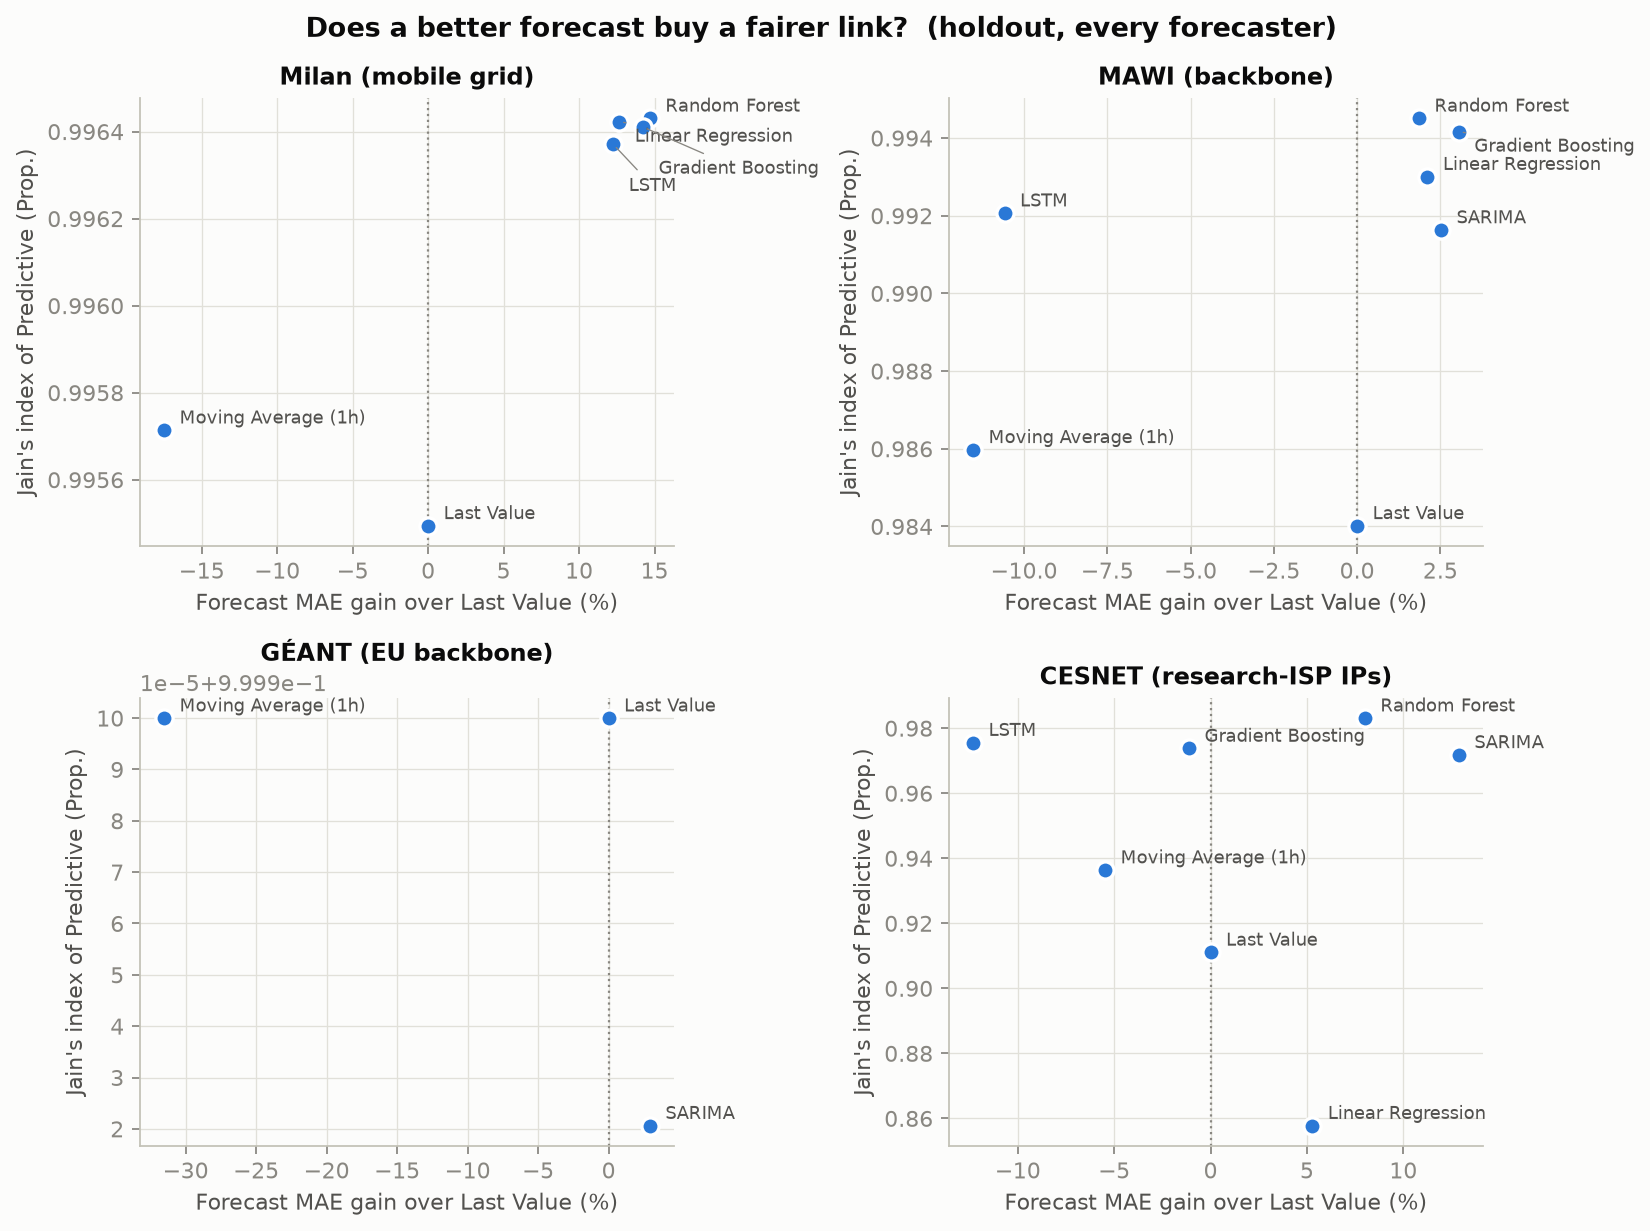 Does a better forecast buy a fairer link?  (holdout, every forecaster)
Milan (mobile grid)
Jain's index of Predictive (Prop.)
0.9964
0.9962
0.9960
0.9958
0.9956
Random Forest
Linear Regression
Gradient Boosting
LSTM
Moving Average (1h)
Last Value
−15
−10
−5
0
5
10
15
Forecast MAE gain over Last Value (%)
MAWI (backbone)
Jain's index of Predictive (Prop.)
0.994
0.992
0.990
0.988
0.986
0.984
Random Forest
Gradient Boosting
Linear Regression
LSTM
SARIMA
Moving Average (1h)
Last Value
−10.0
−7.5
−5.0
−2.5
0.0
2.5
Forecast MAE gain over Last Value (%)
GÉANT (EU backbone)
1e−5+9.999e−1
Jain's index of Predictive (Prop.)
10
9
8
7
6
5
4
3
2
Moving Average (1h)
Last Value
SARIMA
−30
−25
−20
−15
−10
−5
0
Forecast MAE gain over Last Value (%)
CESNET (research-ISP IPs)
Jain's index of Predictive (Prop.)
0.98
0.96
0.94
0.92
0.90
0.88
0.86
Random Forest
LSTM
Gradient Boosting
SARIMA
Moving Average (1h)
Last Value
Linear Regression
−10
−5
0
5
10
Forecast MAE gain over Last Value (%)